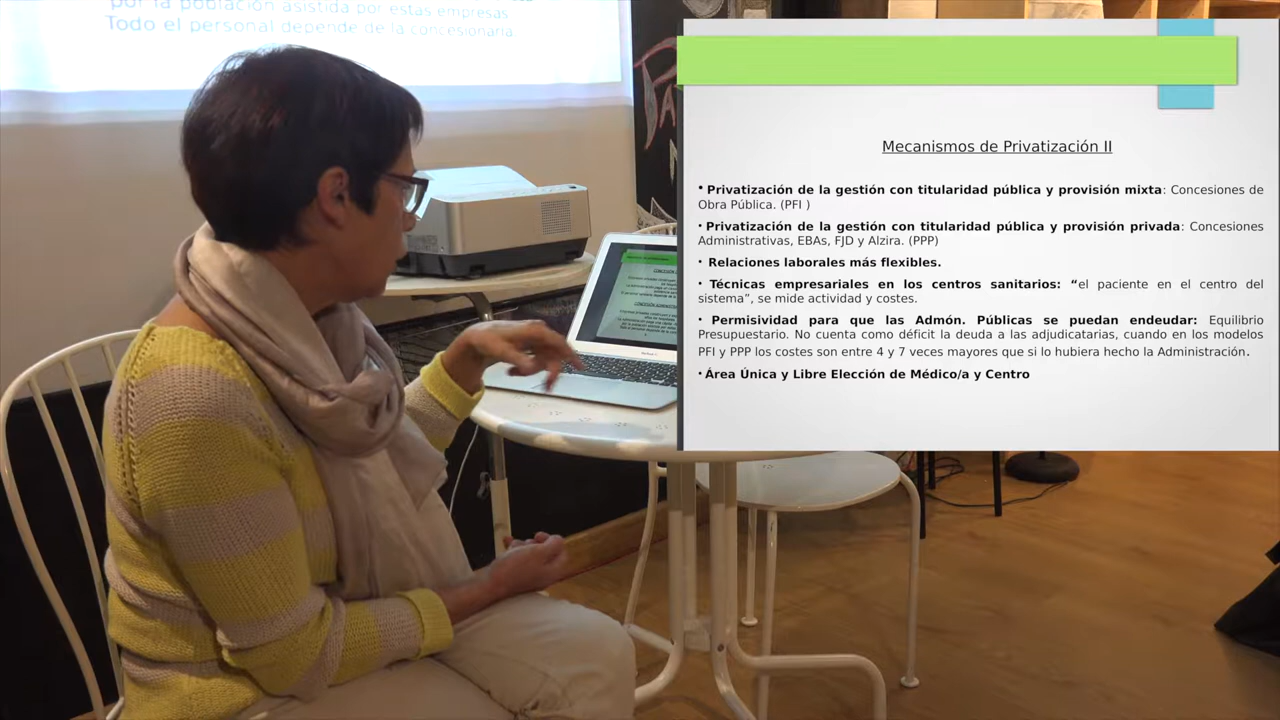 por la población asistida por estas empresas
Todo el personal depende de la concesionaria.
Mecanismos de Privatización II
• Privatización de la gestión con titularidad pública y provisión mixta: Concesiones de
Obra Pública. (PFI )
• Privatización de la gestión con titularidad pública y provisión privada: Concesiones
Administrativas, EBAs, FJD y Alzira. (PPP)
• Relaciones laborales más flexibles.
• Técnicas empresariales en los centros sanitarios: “el paciente en el centro del
sistema”, se mide actividad y costes.
• Permisividad para que las Admón. Públicas se puedan endeudar: Equilibrio
Presupuestario. No cuenta como déficit la deuda a las adjudicatarias, cuando en los modelos
PFI y PPP los costes son entre 4 y 7 veces mayores que si lo hubiera hecho la Administración.
• Área Única y Libre Elección de Médico/a y Centro